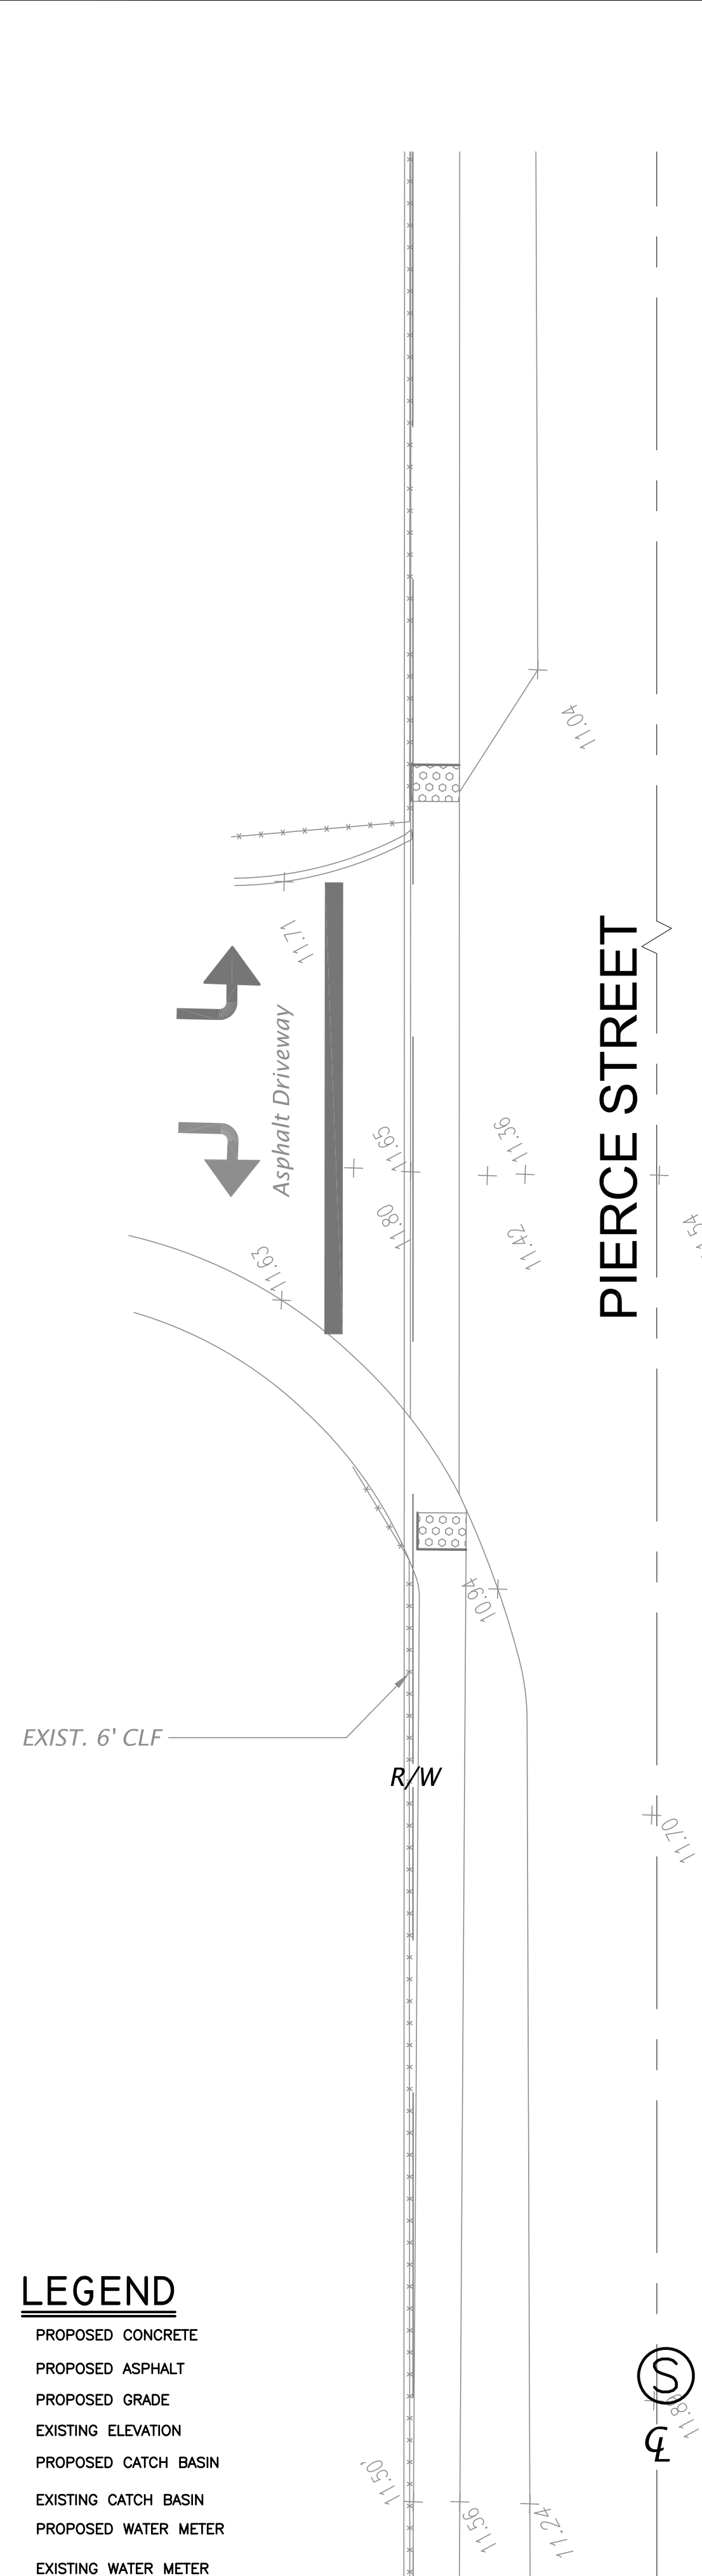 11.04
11.71
Asphalt Driveway
PIERCE STREET
11.65
11.36
11.80
11.42
11.63
10.94
EXIST. 6' CLF
R/W
11.70
LEGEND
PROPOSED CONCRETE
PROPOSED ASPHALT
PROPOSED GRADE
EXISTING ELEVATION
PROPOSED CATCH BASIN
EXISTING CATCH BASIN
PROPOSED WATER METER
EXISTING WATER METER
S
℄
11.50'
11.56
11.24